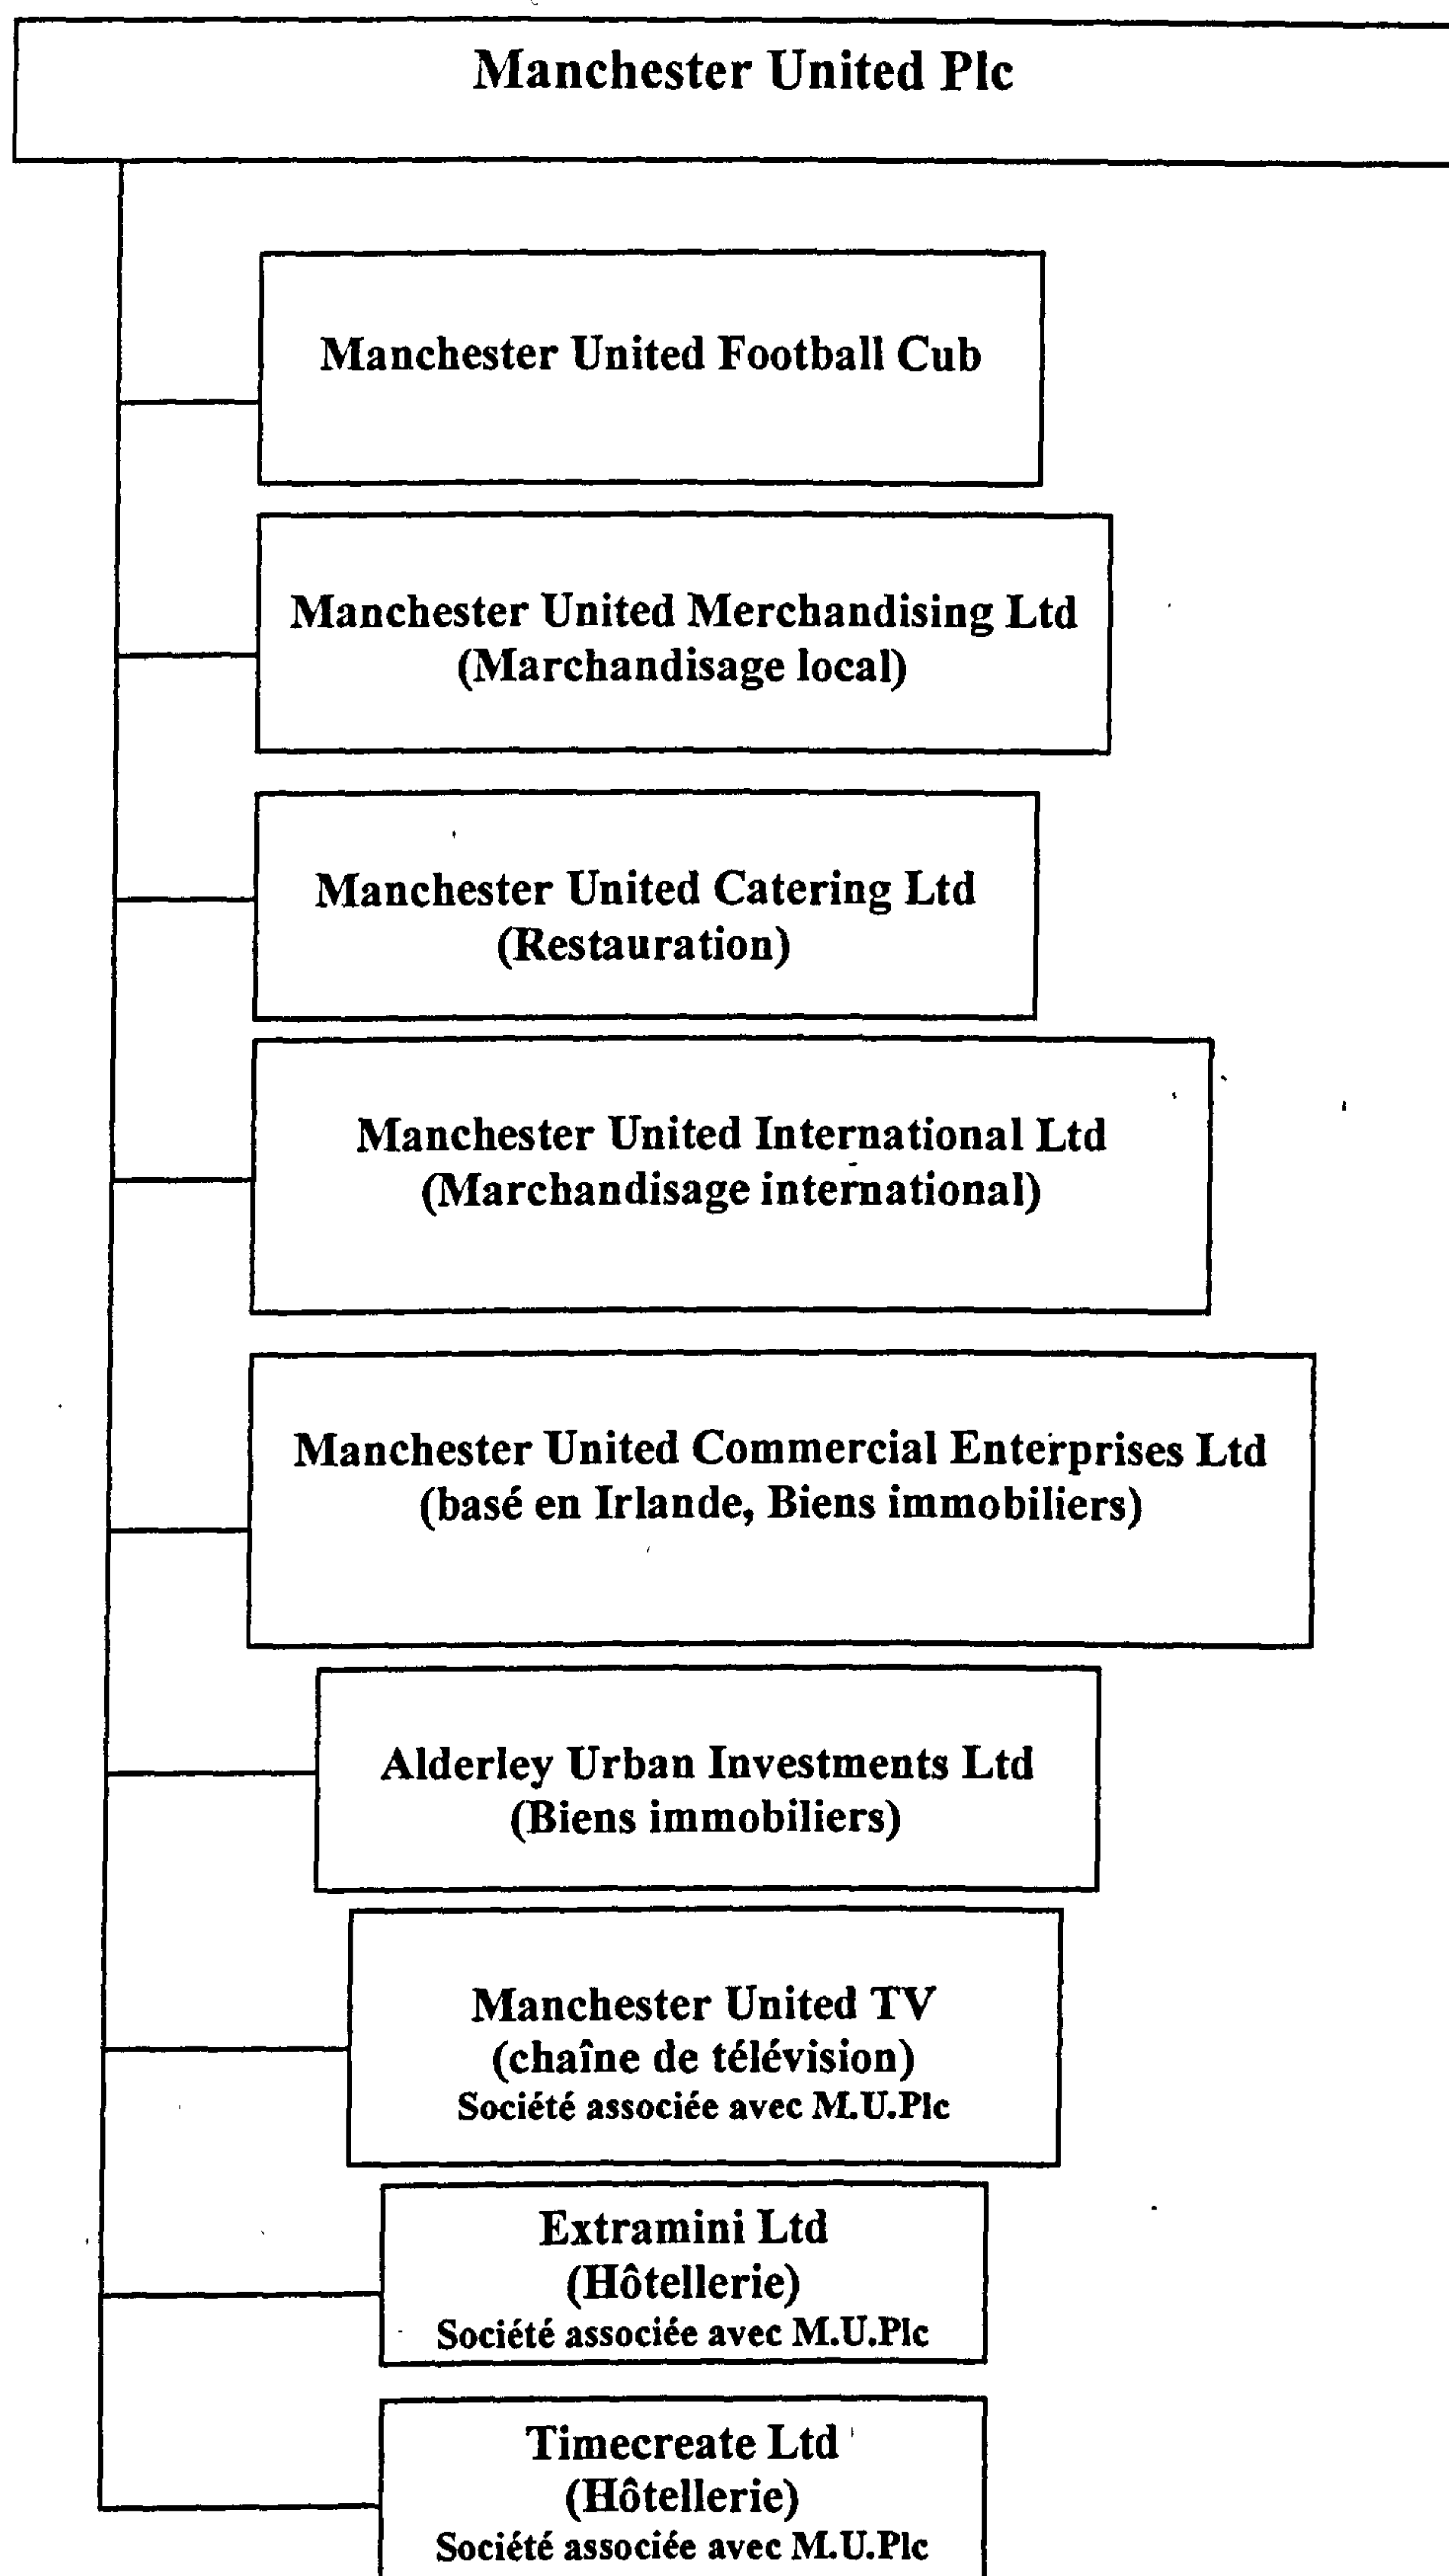 Manchester United Plc
Manchester United Football Cub
Manchester United Merchandising Ltd
(Marchandisage local)
Manchester United Catering Ltd
(Restauration)
Manchester United International Ltd
(Marchandisage international)
Manchester United Commercial Enterprises Ltd
(basé en Irlande, Biens immobiliers)
Alderley Urban Investments Ltd
(Biens immobiliers)
Manchester United TV
(chaîne de télévision)
Société associée avec M.U.Plc
Extramini Ltd
(Hôtellerie)
Société associée avec M.U.Plc
Timecreate Ltd
(Hôtellerie)
Société associée avec M.U.Plc